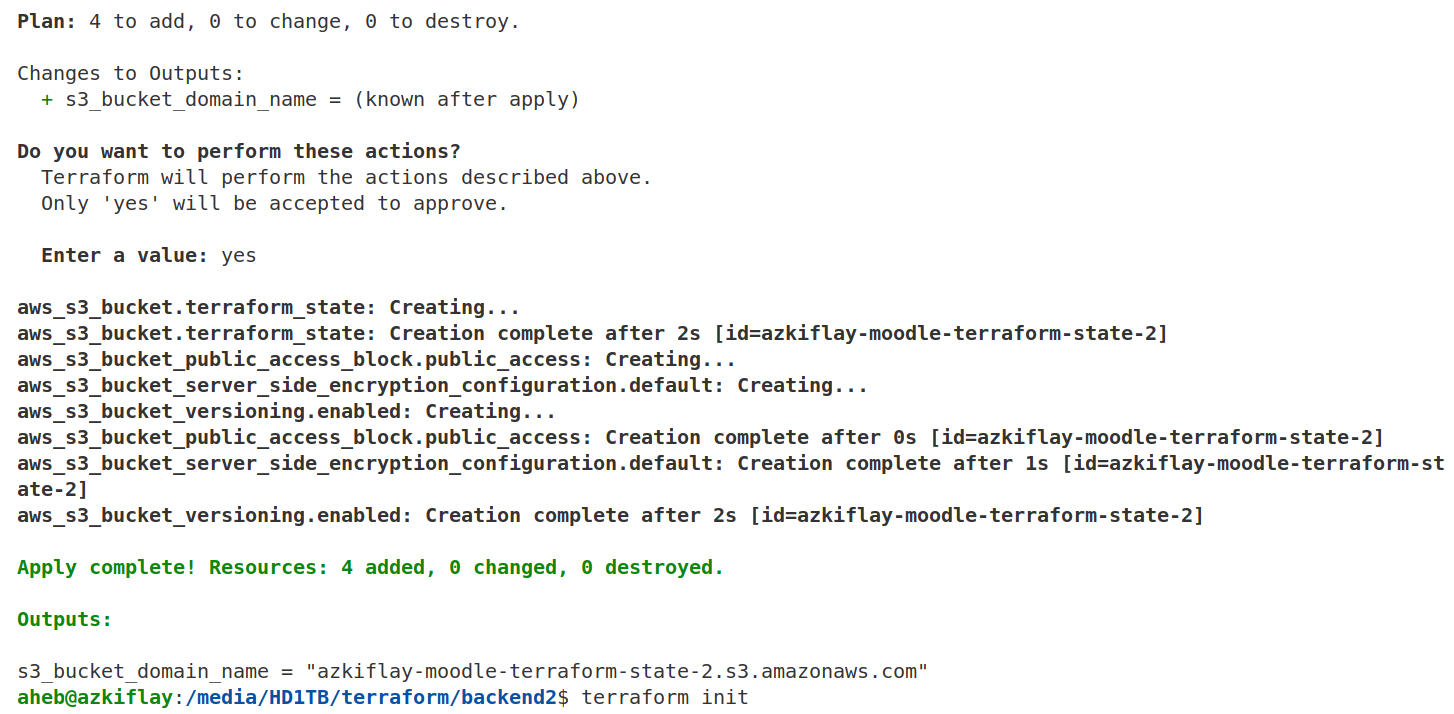 Plan: 4 to add, 0 to change, 0 to destroy.
Changes to Outputs:
+ s3_bucket_domain_name = (known after apply)
Do you want to perform these actions?
Terraform will perform the actions described above.
Only 'yes' will be accepted to approve.
Enter a value: yes
aws_s3_bucket.terraform_state: Creating...
aws_s3_bucket.terraform_state: Creation complete after 2s [id=azkiflay-moodle-terraform-state-2]
aws_s3_bucket_public_access_block.public_access: Creating...
aws_s3_bucket_server_side_encryption_configuration.default: Creating...
aws_s3_bucket_versioning.enabled: Creating...
aws_s3_bucket_public_access_block.public_access: Creation complete after 0s [id=azkiflay-moodle-terraform-state-2]
aws_s3_bucket_server_side_encryption_configuration.default: Creation complete after 1s [id=azkiflay-moodle-terraform-st
ate-2]
aws_s3_bucket_versioning.enabled: Creation complete after 2s [id=azkiflay-moodle-terraform-state-2]
Apply complete! Resources: 4 added, 0 changed, 0 destroyed.
Outputs:
s3_bucket_domain_name = "azkiflay-moodle-terraform-state-2.s3.amazonaws.com"
aheb@azkiflay:/media/HD1TB/terraform/backend2$ terraform init